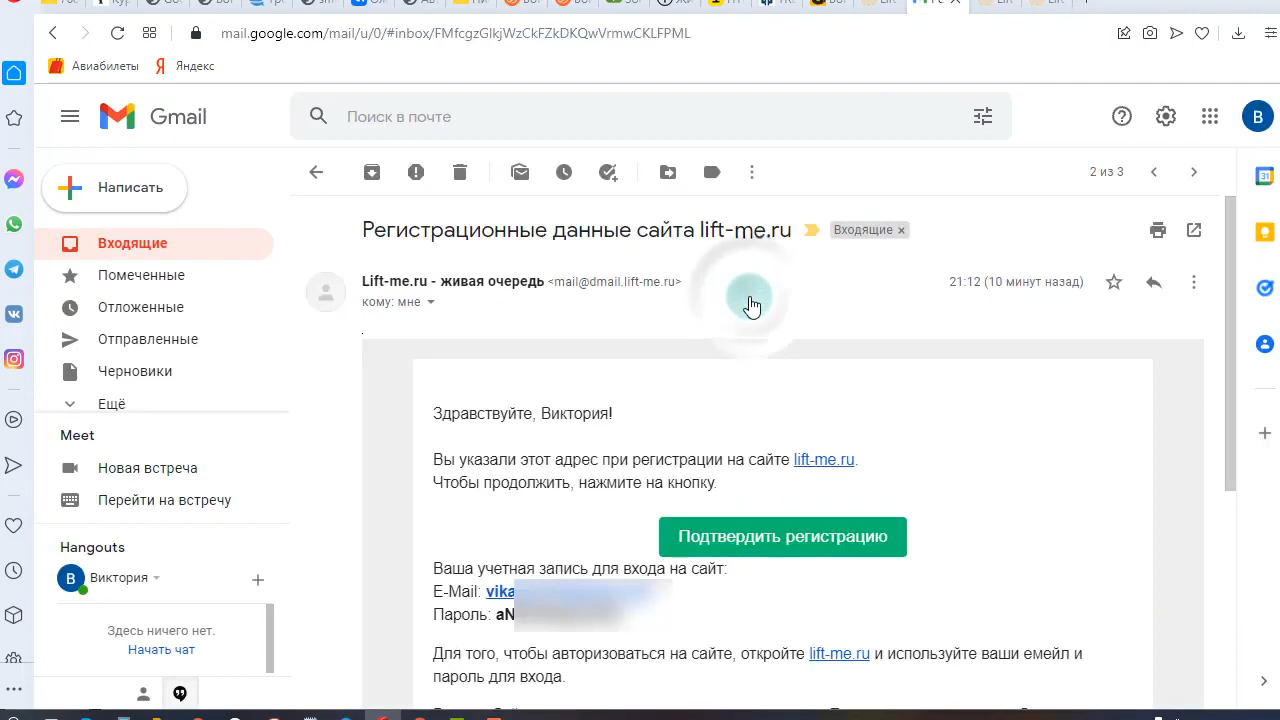 mail.google.com/mail/u/0/#inbox/FMfcgzGlkjWzCkFZkDKQwVrmwCKLFPML
Авиабилеты Яндекс
Gmail
Поиск в почте
Написать
2 из 3
Входящие
Помеченные
Отложенные
Отправленные
Черновики
Ещё
Meet
Новая встреча
Перейти на встречу
Hangouts
Виктория
Здесь ничего нет.
Начать чат
Регистрационные данные сайта lift-me.ru Входящие ×
Lift-me.ru - живая очередь <mail@dmail.lift-me.ru> 21:12 (10 минут назад)
кому: мне
Здравствуйте, Виктория!
Вы указали этот адрес при регистрации на сайте lift-me.ru.
Чтобы продолжить, нажмите на кнопку.
Подтвердить регистрацию
Ваша учетная запись для входа на сайт:
E-Mail: vika
Пароль: aN
Для того, чтобы авторизоваться на сайте, откройте lift-me.ru и используйте ваши емейл и
пароль для входа.